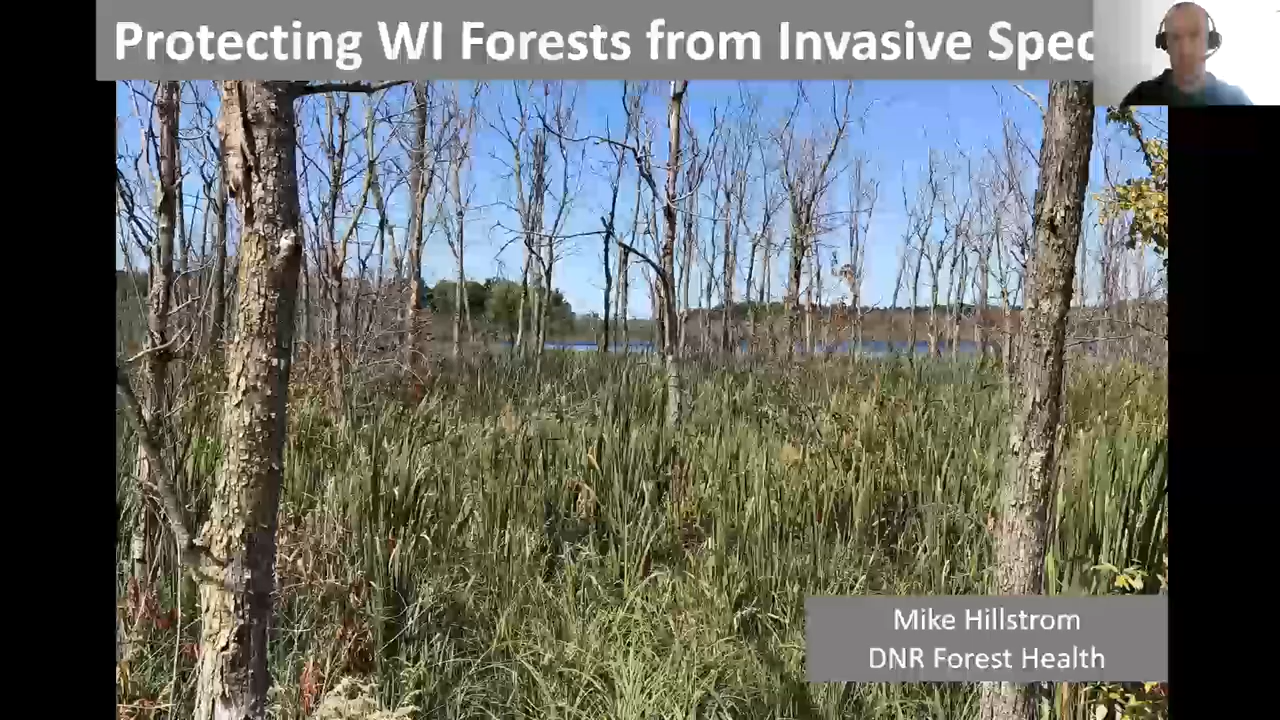 Protecting WI Forests from Invasive Spec
Mike Hillstrom
DNR Forest Health